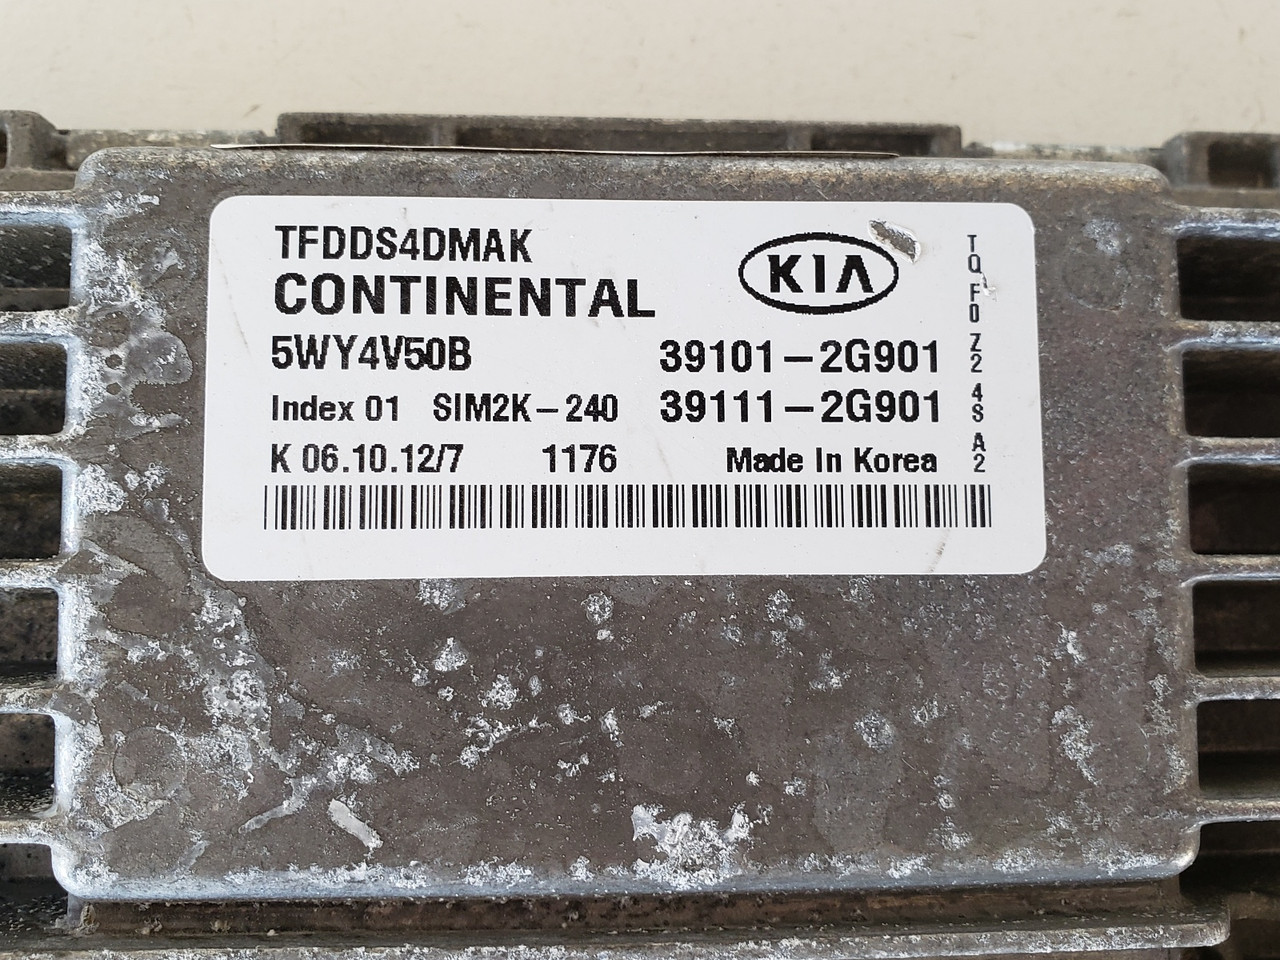 TFDDS4DMAK
CONTINENTAL
KIA
5WY4V50B 39101-2G901
Index 01 SIM2K-240 39111-2G901
K 06.10.12/7 1176 Made In Korea
TQ F0 Z2 4S A2